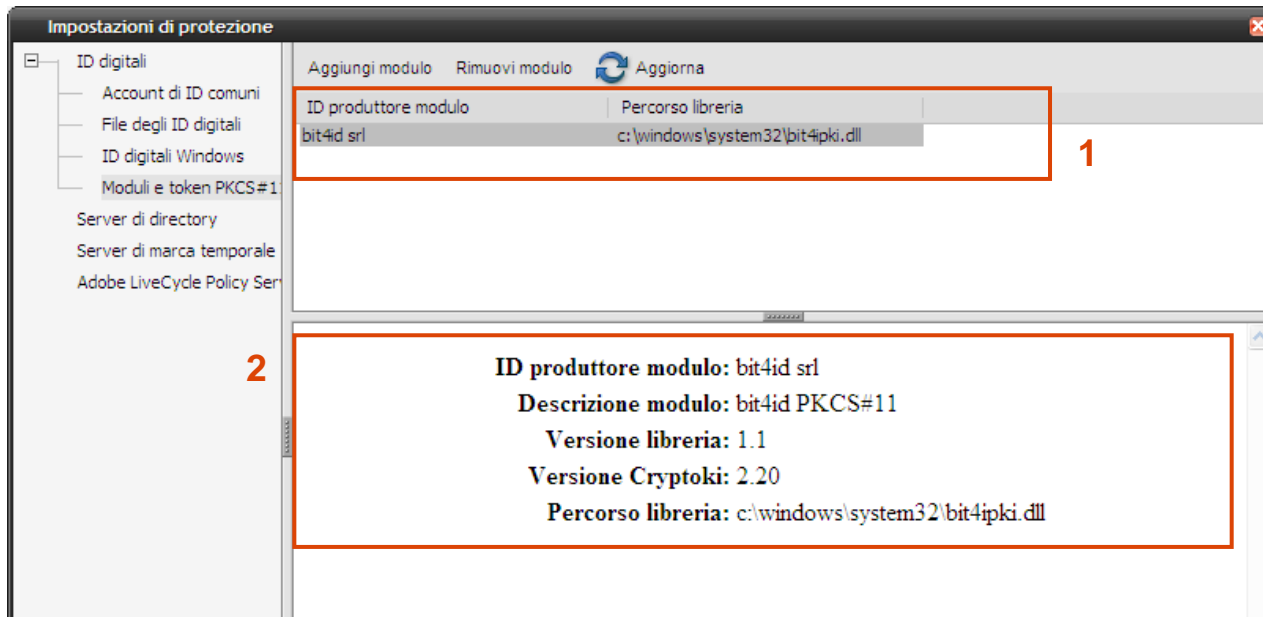 Impostazioni di protezione
ID digitali
Account di ID comuni
File degli ID digitali
ID digitali Windows
Moduli e token PKCS#11
Server di directory
Server di marca temporale
Adobe LiveCycle Policy Ser
Aggiungi modulo Rimuovi modulo Aggiorna
ID produttore modulo Percorso libreria
bit4id srl c:\windows\system32\bit4ipki.dll
1
2
ID produttore modulo: bit4id srl
Descrizione modulo: bit4id PKCS#11
Versione libreria: 1.1
Versione Cryptoki: 2.20
Percorso libreria: c:\windows\system32\bit4ipki.dll